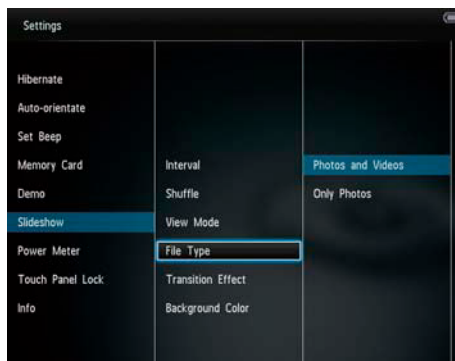 Settings
Hibernate
Auto-orientate
Set Beep
Memory Card
Demo
Slideshow
Power Meter
Touch Panel Lock
Info
Interval
Shuffle
View Mode
File Type
Transition Effect
Background Color
Photos and Videos
Only Photos